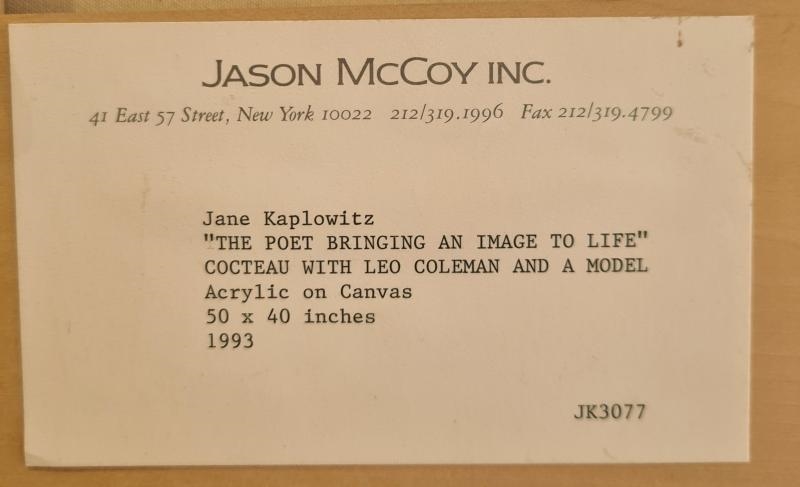 JASON MCCOY INC.
41 East 57 Street, New York 10022 212/319.1996 Fax 212/319.4799
Jane Kaplowitz
"THE POET BRINGING AN IMAGE TO LIFE"
COCTEAU WITH LEO COLEMAN AND A MODEL
Acrylic on Canvas
50 x 40 inches
1993
JK3077